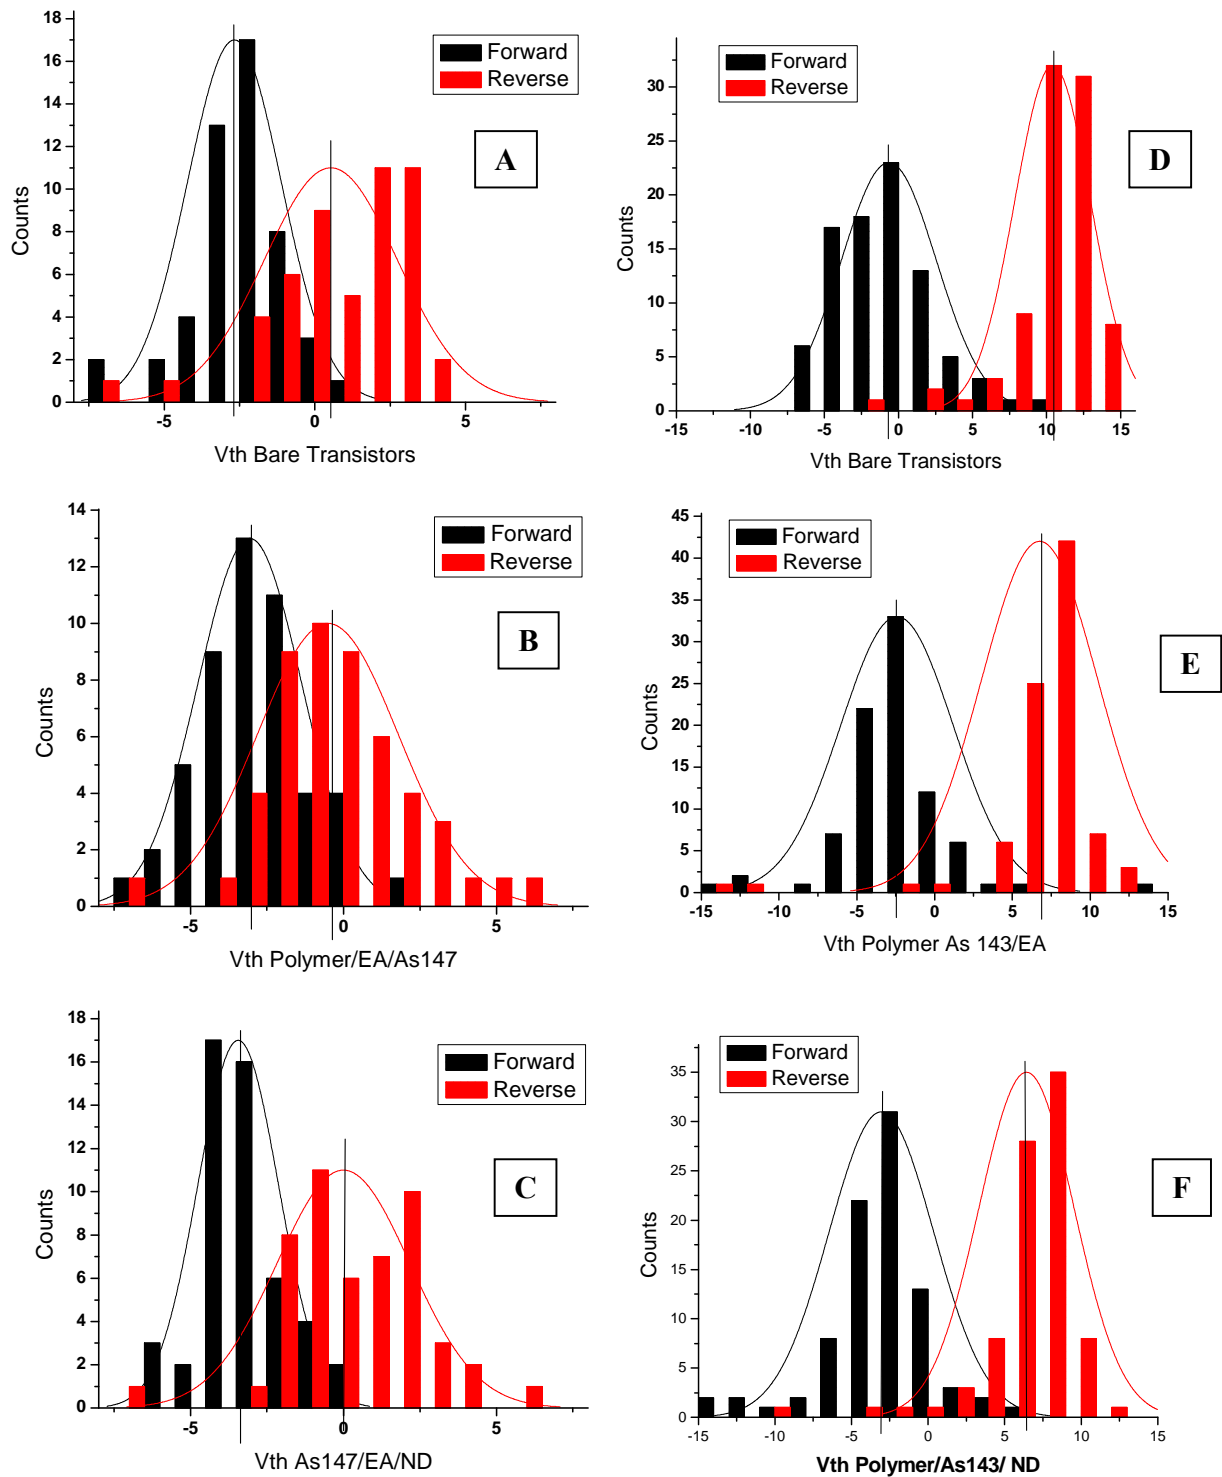 18
16
14
12
10
8
6
4
2
0
Counts
-5
0
5
Vth Bare Transistors
Forward
Reverse
A
30
25
20
15
10
5
0
Counts
-15
-10
-5
0
5
10
15
Vth Bare Transistors
Forward
Reverse
D
14
12
10
8
6
4
2
0
Counts
-5
0
5
Vth Polymer/EA/As147
Forward
Reverse
B
45
40
35
30
25
20
15
10
5
0
Counts
-15
-10
-5
0
5
10
15
Vth Polymer As 143/EA
Forward
Reverse
E
18
16
14
12
10
8
6
4
2
0
Counts
-5
0
5
Vth As147/EA/ND
Forward
Reverse
C
35
30
25
20
15
10
5
0
Counts
-15
-10
-5
0
5
10
15
Vth Polymer/As143/ ND
Forward
Reverse
F